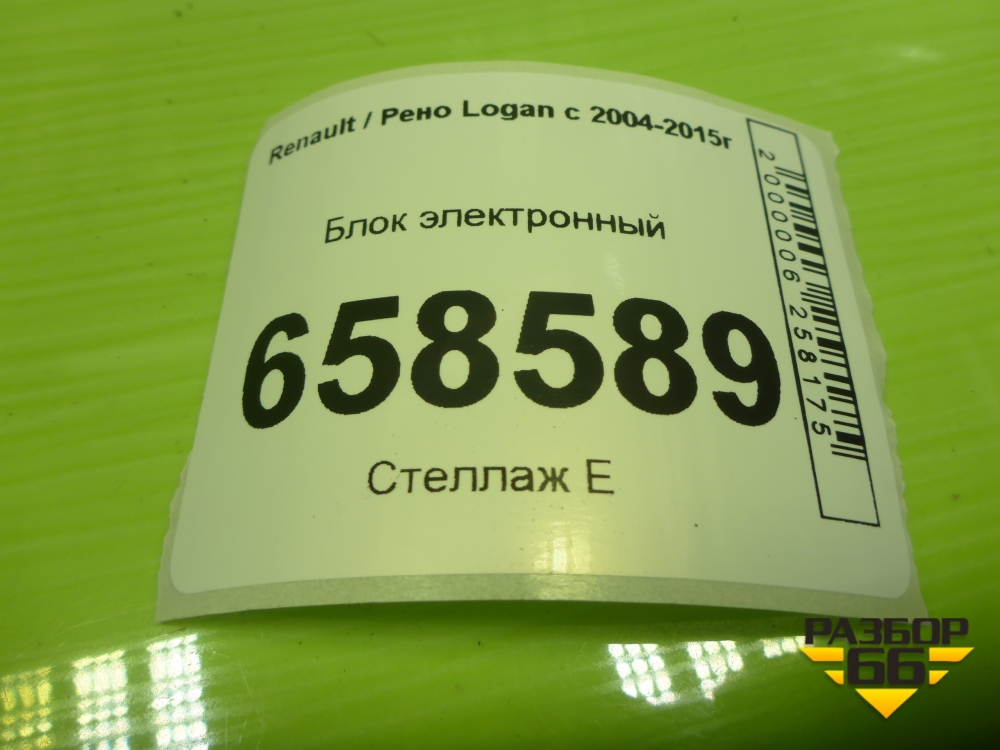 Renault / Рено Logan с 2004-2015г
Блок электронный
658589
Стеллаж Е
2000006258175
РАЗБОР
66